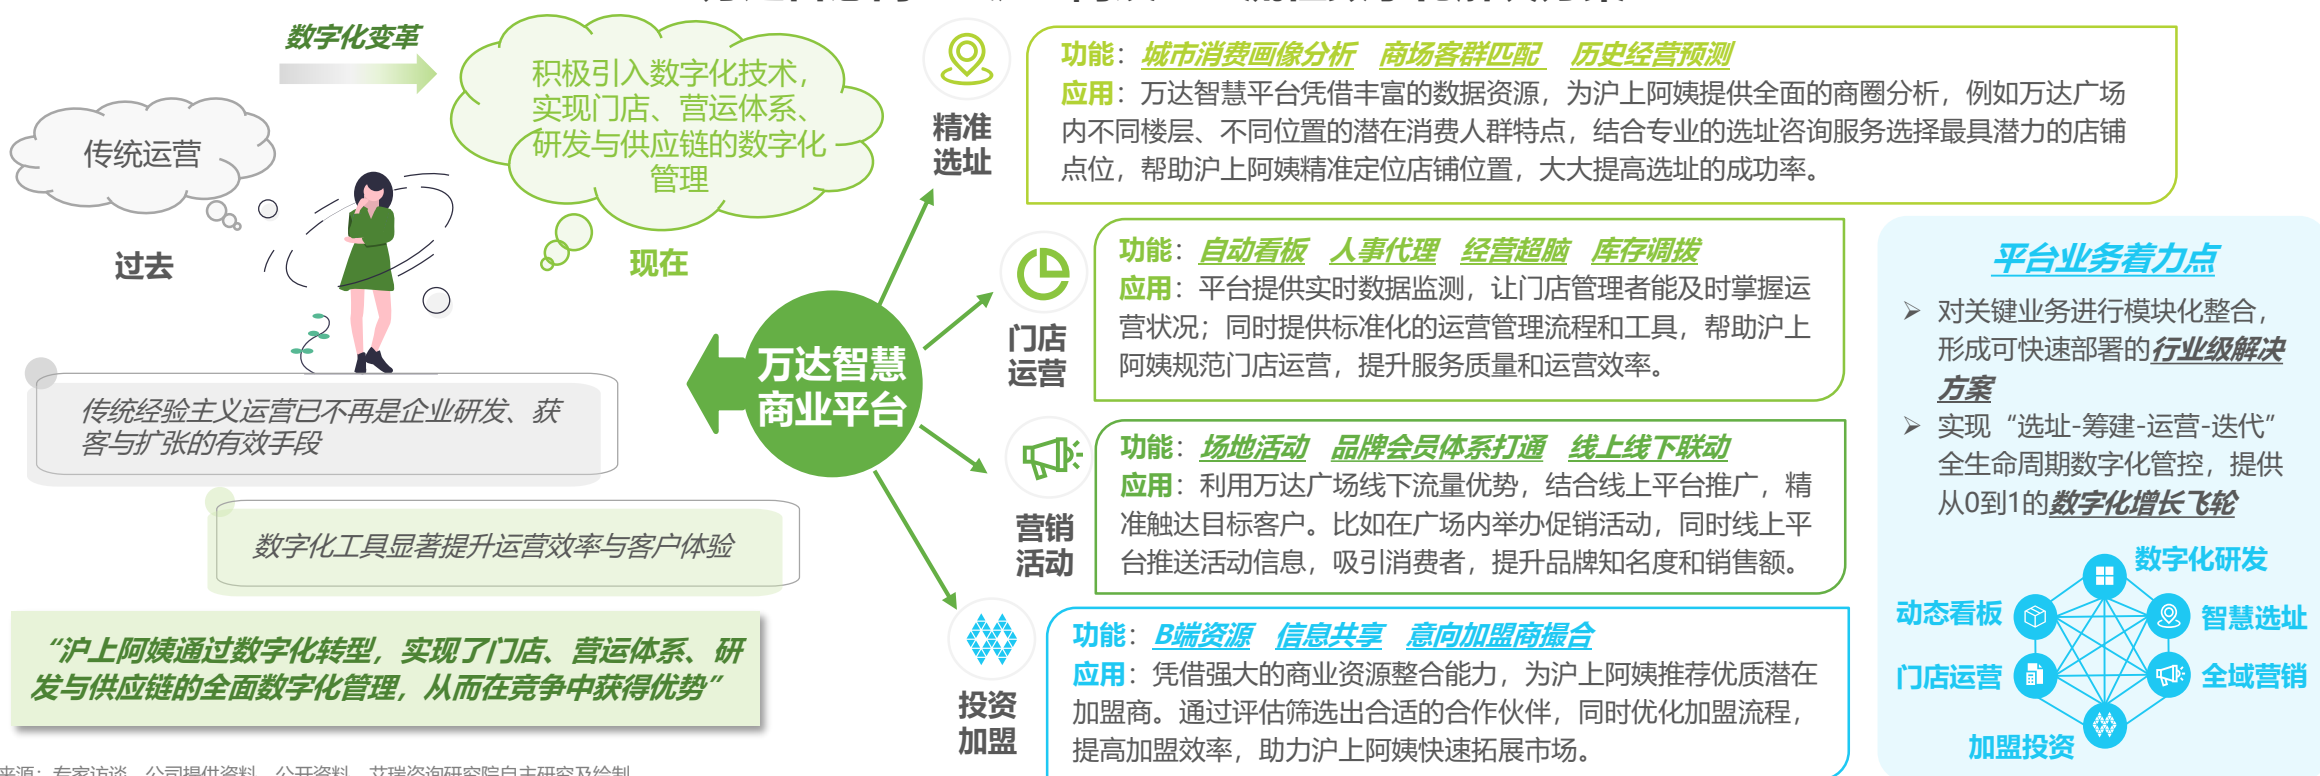 数字化变革
传统运营
过去
积极引入数字化技术，
实现门店、营运体系、
研发与供应链的数字化
管理
现在
传统经验主义运营已不再是企业研发、获
客与扩张的有效手段
数字化工具显著提升运营效率与客户体验
“沪上阿姨通过数字化转型，实现了门店、营运体系、研
发与供应链的全面数字化管理，从而在竞争中获得优势”
万达智慧
商业平台
精准
选址
功能：城市消费画像分析 商场客群匹配 历史经营预测
应用：万达智慧平台凭借丰富的数据资源，为沪上阿姨提供全面的商圈分析，例如万达广场
内不同楼层、不同位置的潜在消费人群特点，结合专业的选址咨询服务选择最具潜力的店铺
点位，帮助沪上阿姨精准定位店铺位置，大大提高选址的成功率。
门店
运营
功能：自动看板 人事代理 经营超脑 库存调拨
应用：平台提供实时数据监测，让门店管理者能及时掌握运
营状况；同时提供标准化的运营管理流程和工具，帮助沪上
阿姨规范门店运营，提升服务质量和运营效率。
营销
活动
功能：场地活动 品牌会员体系打通 线上线下联动
应用：利用万达广场线下流量优势，结合线上平台推广，精
准触达目标客户。比如在广场内举办促销活动，同时线上平
台推送活动信息，吸引消费者，提升品牌知名度和销售额。
投资
加盟
功能：B端资源 信息共享 意向加盟商撮合
应用：凭借强大的商业资源整合能力，为沪上阿姨推荐优质潜在
加盟商。通过评估筛选出合适的合作伙伴，同时优化加盟流程，
提高加盟效率，助力沪上阿姨快速拓展市场。
平台业务着力点
➢ 对关键业务进行模块化整合，
形成可快速部署的行业级解决
方案
➢ 实现“选址-筹建-运营-迭代”
全生命周期数字化管控，提供
从0到1的数字化增长飞轮
数字化研发
动态看板
智慧选址
门店运营
全域营销
加盟投资
来源：专家访谈、公司提供资料、公开资料，艾瑞咨询研究院自主研究及绘制